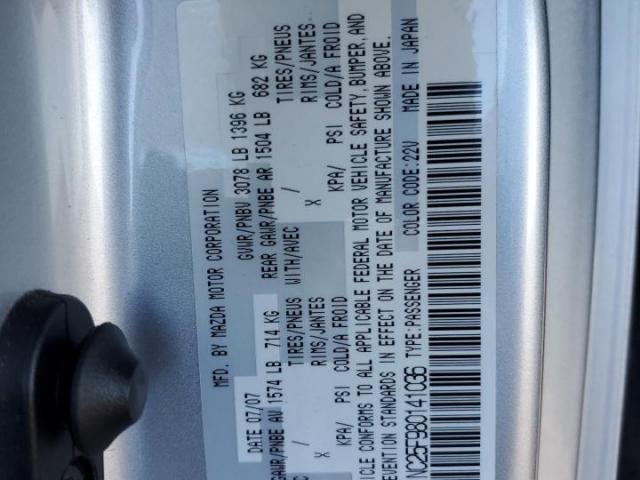 MFD. BY MAZDA MOTOR CORPORATION
DATE 07/07 GVWR/PNBV 3078 LB 1396 KG
GAWR/PNBE AV 1574 LB 714 KG REAR GAWR/PNBE AR 1504 LB 682 KG
TIRES/PNEUS WITH/AVEC / TIRES/PNEUS
RIMS/JANTES X / RIMS/JANTES
KPA/ PSI COLD/A FROID X KPA/ PSI COLD/A FROID
ICLE CONFORMS TO ALL APPLICABLE FEDERAL MOTOR VEHICLE SAFETY, BUMPER, AND
EVENTION STANDARDS IN EFFECT ON THE DATE OF MANUFACTURE SHOWN ABOVE.
NC25F980141036 TYPE:PASSENGER COLOR CODE:22V MADE IN JAPAN